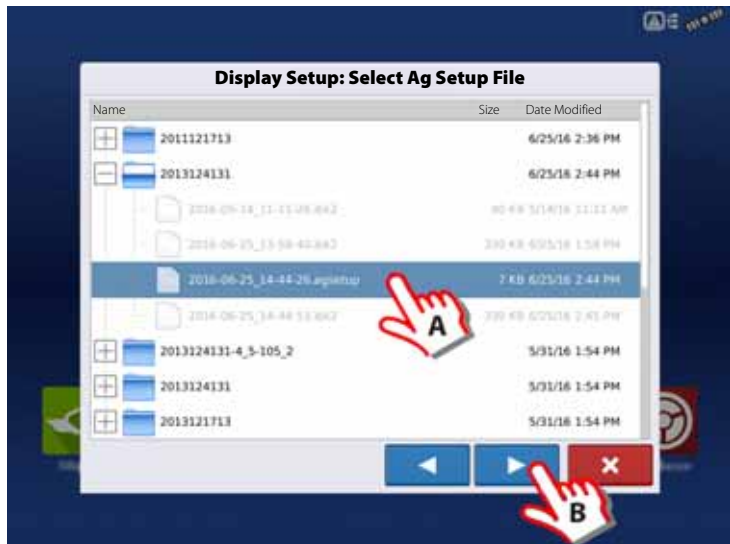 Display Setup: Select Ag Setup File
Name Size Date Modified
2011121713 6/25/16 2:36 PM
2013124131 6/25/16 2:44 PM
2016-06-25_14-44-26.agsetup 7 KB 6/25/16 2:44 PM
A
2013124131-4_5-105_2 5/31/16 1:54 PM
2013124131 5/31/16 1:54 PM
2013121713 5/31/16 1:54 PM
B